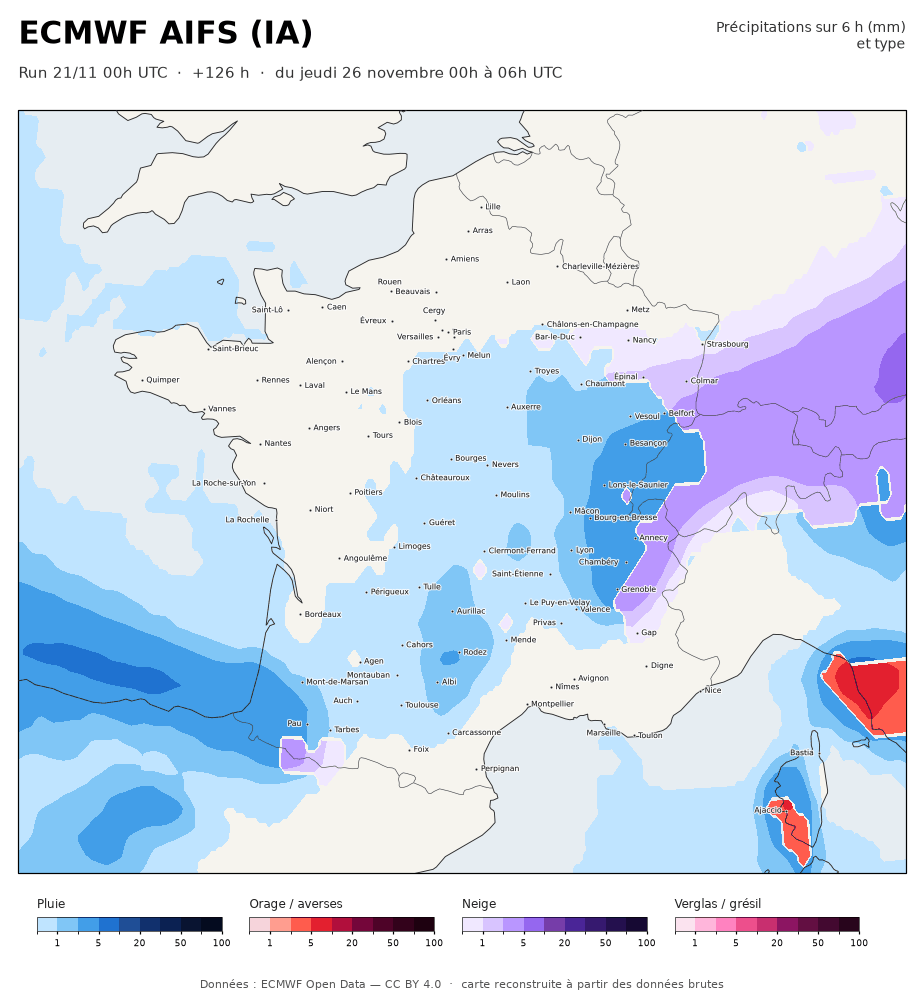 ECMWF AIFS (IA)
Précipitations sur 6 h (mm)
et type
Run 21/11 00h UTC · +126 h · du jeudi 26 novembre 00h à 06h UTC
Lille
Arras
Amiens
Charleville-Mézières
Rouen
Laon
Beauvais
Saint-Lô
Caen
Cergy
Metz
Évreux
Châlons-en-Champagne
Versailles
Paris
Bar-le-Duc
Nancy
Strasbourg
Saint-Brieuc
Alençon
Chartres
Évry
Melun
Quimper
Rennes
Laval
Troyes
Épinal
Colmar
Chaumont
Le Mans
Orléans
Vannes
Auxerre
Vesoul
Belfort
Blois
Angers
Tours
Nantes
Dijon
Besançon
Bourges
Nevers
La Roche-sur-Yon
Châteauroux
Lons-le-Saunier
Poitiers
Moulins
Niort
Mâcon
La Rochelle
Guéret
Bourg-en-Bresse
Annecy
Limoges
Clermont-Ferrand
Lyon
Angoulême
Chambéry
Saint-Étienne
Tulle
Périgueux
Grenoble
Le Puy-en-Velay
Valence
Bordeaux
Aurillac
Privas
Gap
Mende
Cahors
Rodez
Agen
Digne
Montauban
Mont-de-Marsan
Albi
Avignon
Nîmes
Nice
Auch
Toulouse
Montpellier
Pau
Tarbes
Carcassonne
Marseille
Toulon
Foix
Bastia
Perpignan
Ajaccio
Pluie
Orage / averses
Neige
Verglas / grésil
1 5 20 50 100
1 5 20 50 100
1 5 20 50 100
1 5 20 50 100
Données : ECMWF Open Data — CC BY 4.0 · carte reconstruite à partir des données brutes